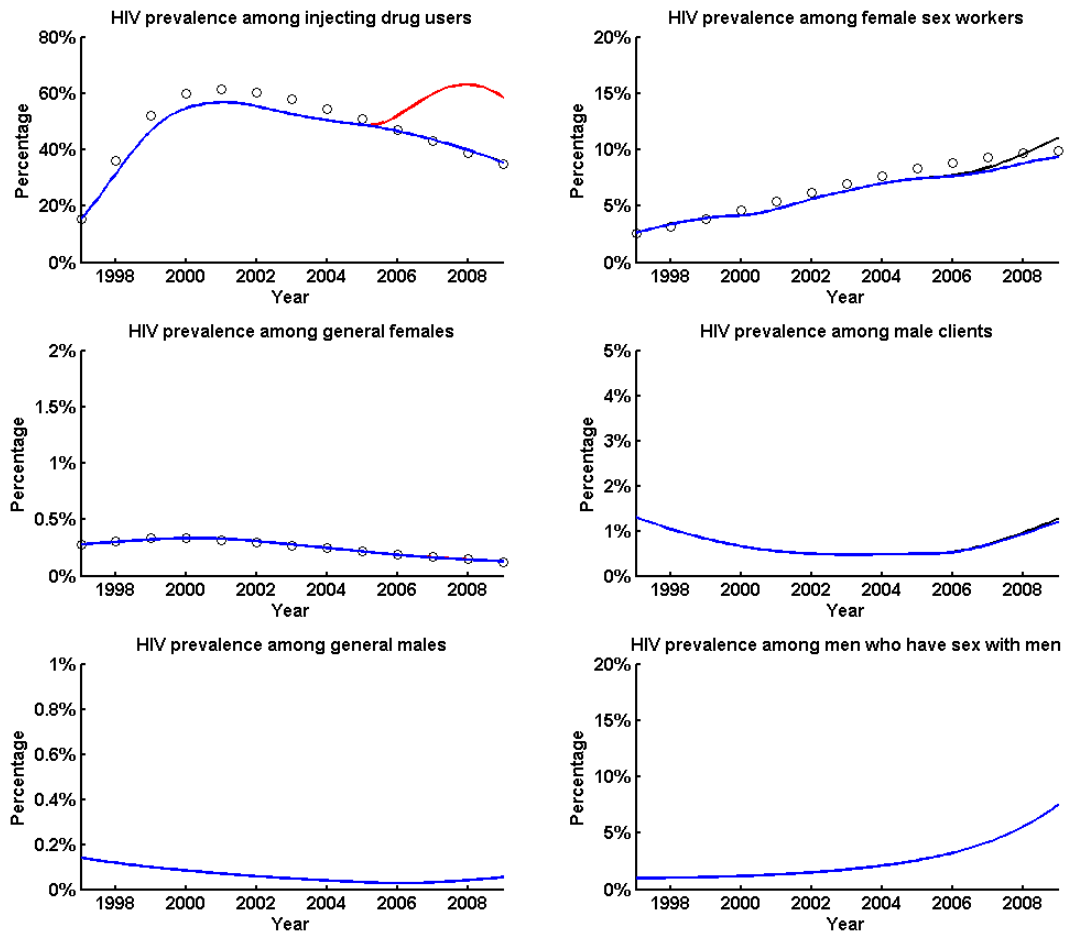 HIV prevalence among injecting drug users
80%
60%
40%
20%
0%
Percentage
1998 2000 2002 2004 2006 2008
Year
HIV prevalence among female sex workers
20%
15%
10%
5%
0%
Percentage
1998 2000 2002 2004 2006 2008
Year
HIV prevalence among general females
2%
1.5%
1%
0.5%
0%
Percentage
1998 2000 2002 2004 2006 2008
Year
HIV prevalence among male clients
5%
4%
3%
2%
1%
0%
Percentage
1998 2000 2002 2004 2006 2008
Year
HIV prevalence among general males
1%
0.8%
0.6%
0.4%
0.2%
0%
Percentage
1998 2000 2002 2004 2006 2008
Year
HIV prevalence among men who have sex with men
20%
15%
10%
5%
0%
Percentage
1998 2000 2002 2004 2006 2008
Year